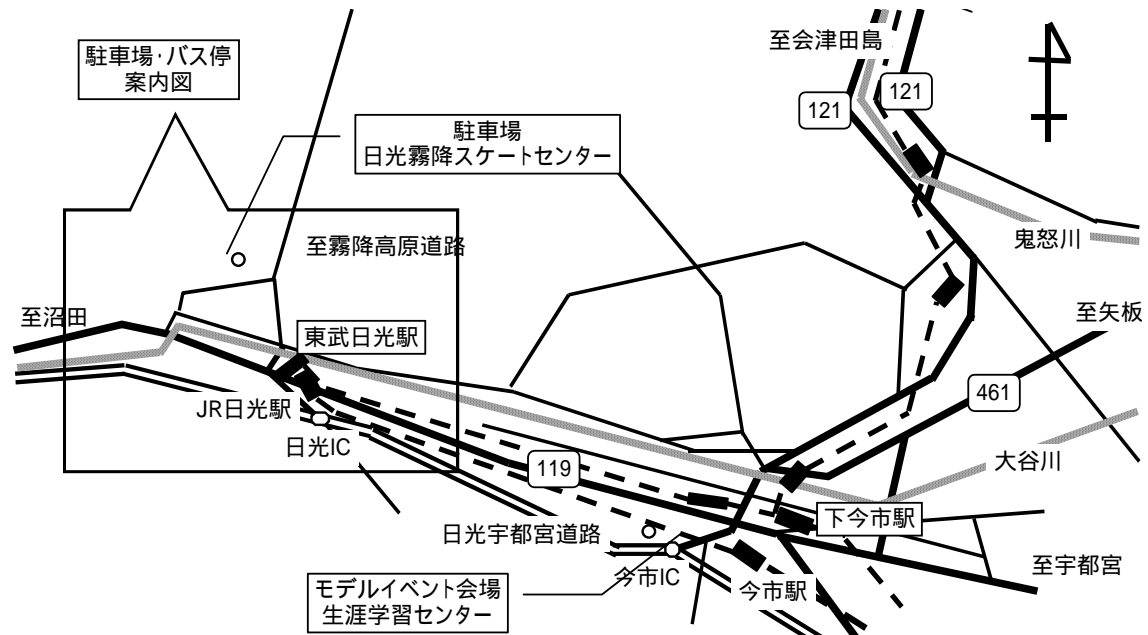 至会津田島
駐車場・バス停
案内図
121
121
駐車場
日光霧降スケートセンター
鬼怒川
至霧降高原道路
至沼田
至矢板
東武日光駅
461
JR日光駅
日光IC
119
大谷川
下今市駅
日光宇都宮道路
至宇都宮
今市IC
今市駅
モデルイベント会場
生涯学習センター